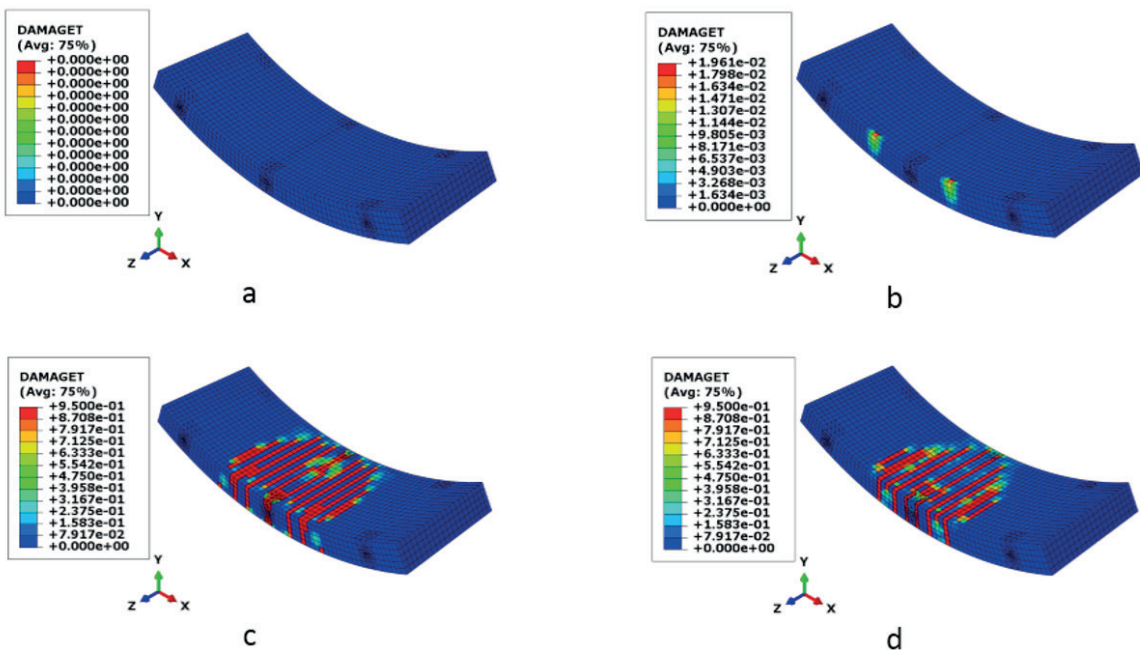 DAMAGET
(Avg: 75%)
+0.000e+00
+0.000e+00
+0.000e+00
+0.000e+00
+0.000e+00
+0.000e+00
+0.000e+00
+0.000e+00
+0.000e+00
+0.000e+00
+0.000e+00
+0.000e+00
+0.000e+00
Y
Z
X
a
DAMAGET
(Avg: 75%)
+1.961e-02
+1.798e-02
+1.634e-02
+1.471e-02
+1.307e-02
+1.144e-02
+9.805e-03
+8.171e-03
+6.537e-03
+4.903e-03
+3.268e-03
+1.634e-03
+0.000e+00
Y
Z
X
b
DAMAGET
(Avg: 75%)
+9.500e-01
+8.708e-01
+7.917e-01
+7.125e-01
+6.333e-01
+5.542e-01
+4.750e-01
+3.958e-01
+3.167e-01
+2.375e-01
+1.583e-01
+7.917e-02
+0.000e+00
Y
Z
X
c
DAMAGET
(Avg: 75%)
+9.500e-01
+8.708e-01
+7.917e-01
+7.125e-01
+6.333e-01
+5.542e-01
+4.750e-01
+3.958e-01
+3.167e-01
+2.375e-01
+1.583e-01
+7.917e-02
+0.000e+00
Y
Z
X
d